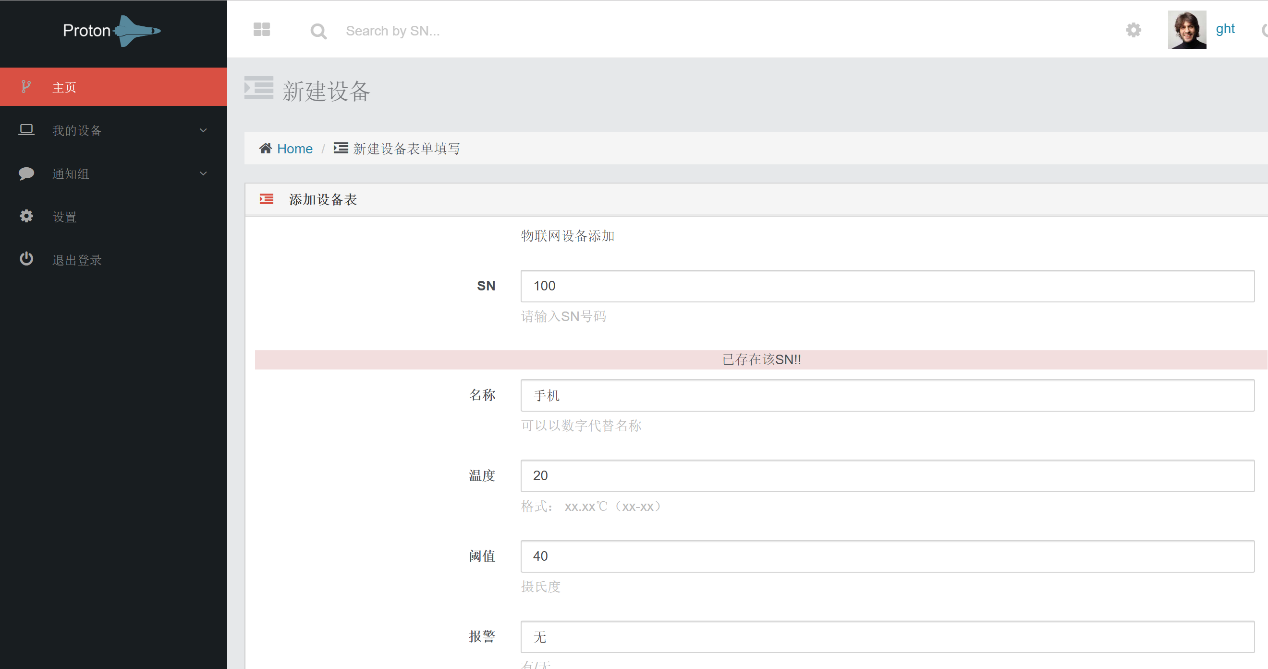 Proton
Search by SN...
ght
主页
我的设备
通知组
设置
退出登录
新建设备
Home / 新建设备表单填写
添加设备表
物联网设备添加
SN 100
请输入SN号码
已存在该SN!!
名称 手机
可以以数字代替名称
温度 20
格式： xx.xx℃（xx-xx）
阈值 40
摄氏度
报警 无
有/无